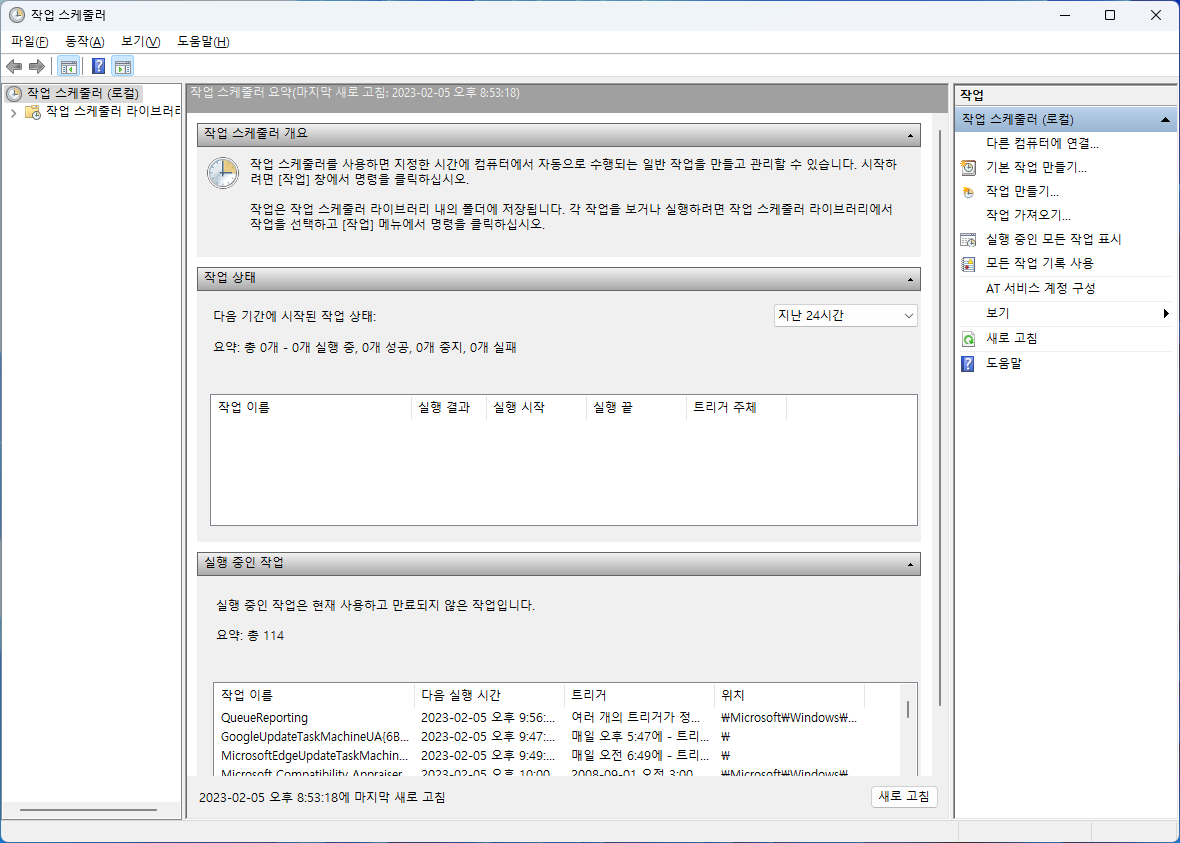 작업 스케줄러
파일(F) 동작(A) 보기(V) 도움말(H)
작업 스케줄러 (로컬)
작업 스케줄러 라이브러리
작업 스케줄러 요약(마지막 새로 고침: 2023-02-05 오후 8:53:18)
작업 스케줄러 개요
작업 스케줄러를 사용하면 지정한 시간에 컴퓨터에서 자동으로 수행되는 일반 작업을 만들고 관리할 수 있습니다. 시작하
려면 [작업] 창에서 명령을 클릭하십시오.
작업은 작업 스케줄러 라이브러리 내의 폴더에 저장됩니다. 각 작업을 보거나 실행하려면 작업 스케줄러 라이브러리에서
작업을 선택하고 [작업] 메뉴에서 명령을 클릭하십시오.
작업 상태
다음 기간에 시작된 작업 상태:
지난 24시간
요약: 총 0개 - 0개 실행 중, 0개 성공, 0개 중지, 0개 실패
작업 이름 실행 결과 실행 시작 실행 끝 트리거 주체
실행 중인 작업
실행 중인 작업은 현재 사용하고 만료되지 않은 작업입니다.
요약: 총 114
작업 이름 다음 실행 시간 트리거 위치
QueueReporting 2023-02-05 오후 9:56:... 여러 개의 트리거가 정... ₩Microsoft₩Windows₩...
GoogleUpdateTaskMachineUA{6B... 2023-02-05 오후 9:47:... 매일 오후 5:47에 - 트리... ₩
MicrosoftEdgeUpdateTaskMachin... 2023-02-05 오후 9:49:... 매일 오전 6:49에 - 트리... ₩
Microsoft Compatibility Appraiser 2023-02-05 오후 10:00 2008-09-01 오전 3:00 ₩Microsoft₩Windows₩
2023-02-05 오후 8:53:18에 마지막 새로 고침
새로 고침
작업
작업 스케줄러 (로컬)
다른 컴퓨터에 연결...
기본 작업 만들기...
작업 만들기...
작업 가져오기...
실행 중인 모든 작업 표시
모든 작업 기록 사용
AT 서비스 계정 구성
보기
새로 고침
도움말